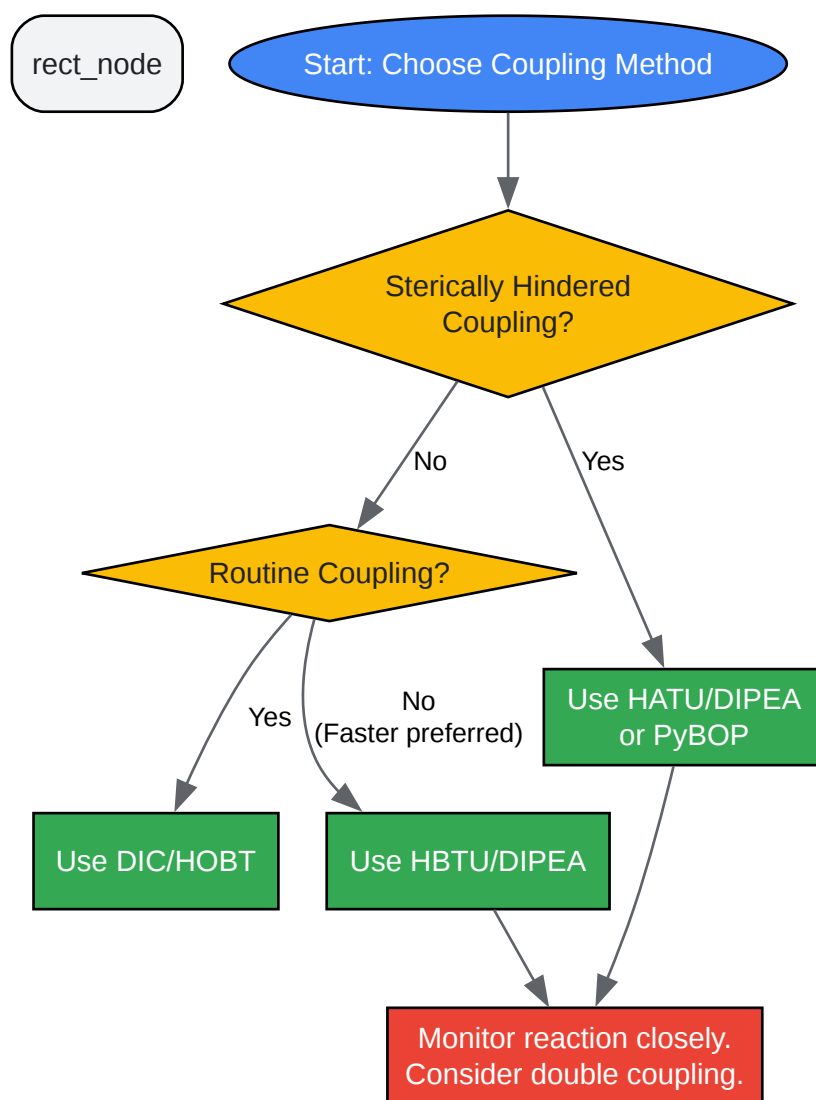 rect_node
Start: Choose Coupling Method
Sterically Hindered
Coupling?
No
Yes
Routine Coupling?
Yes
No
(Faster preferred)
Use HATU/DIPEA
or PyBOP
Use DIC/HOBT
Use HBTU/DIPEA
Monitor reaction closely.
Consider double coupling.